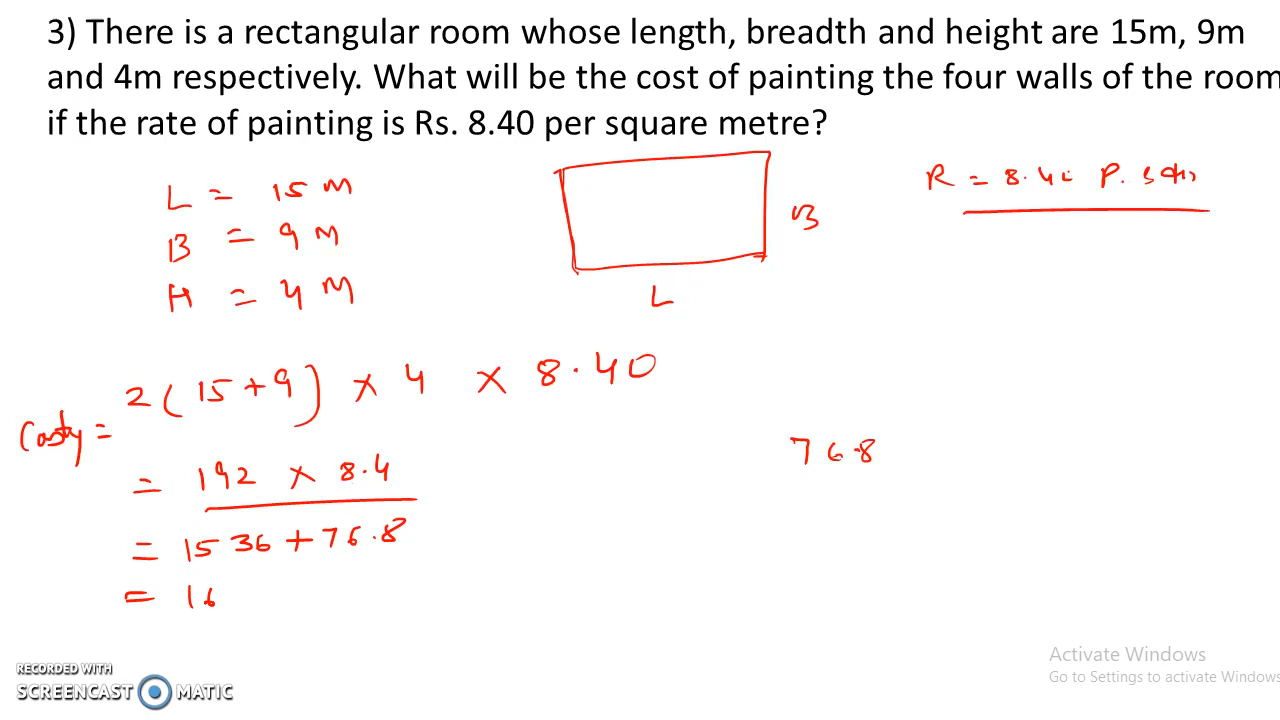 3) There is a rectangular room whose length, breadth and height are 15m, 9m
and 4m respectively. What will be the cost of painting the four walls of the room
if the rate of painting is Rs. 8.40 per square metre?
L = 15 M
B = 9 M
H = 4 M
B
L
R = 8.40 P.
2 ( 15 + 9 ) × 4 × 8.40
=
= 192 × 8.4
768
= 1536 + 76.8
= 16
RECORDED WITH
SCREENCAST MATIC
Activate Windows
Go to Settings to activate Windows